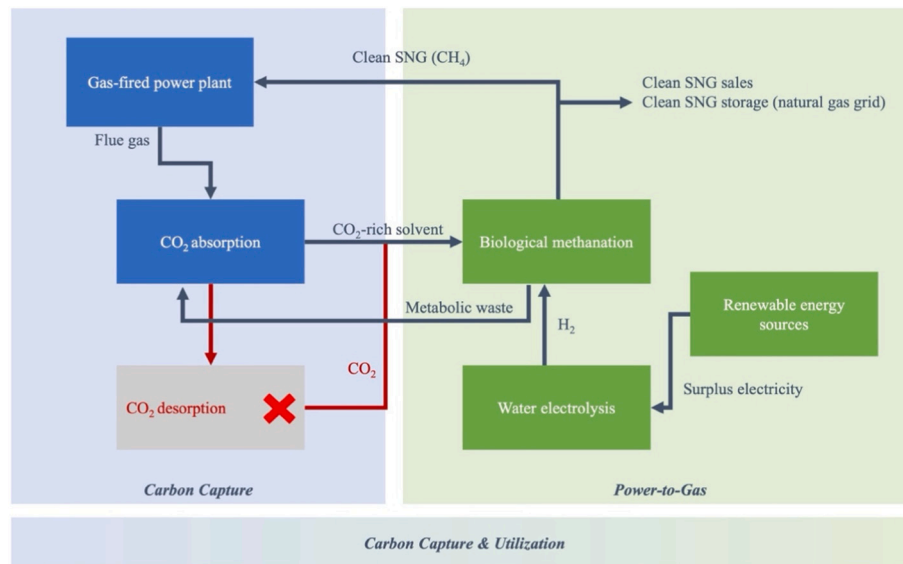 Clean SNG (CH₄)
Gas-fired power plant
Clean SNG sales
Clean SNG storage (natural gas grid)
Flue gas
CO₂ absorption
CO₂-rich solvent
Biological methanation
Metabolic waste
H₂
Renewable energy
sources
CO₂
Surplus electricity
CO₂ desorption
Water electrolysis
Carbon Capture
Power-to-Gas
Carbon Capture & Utilization